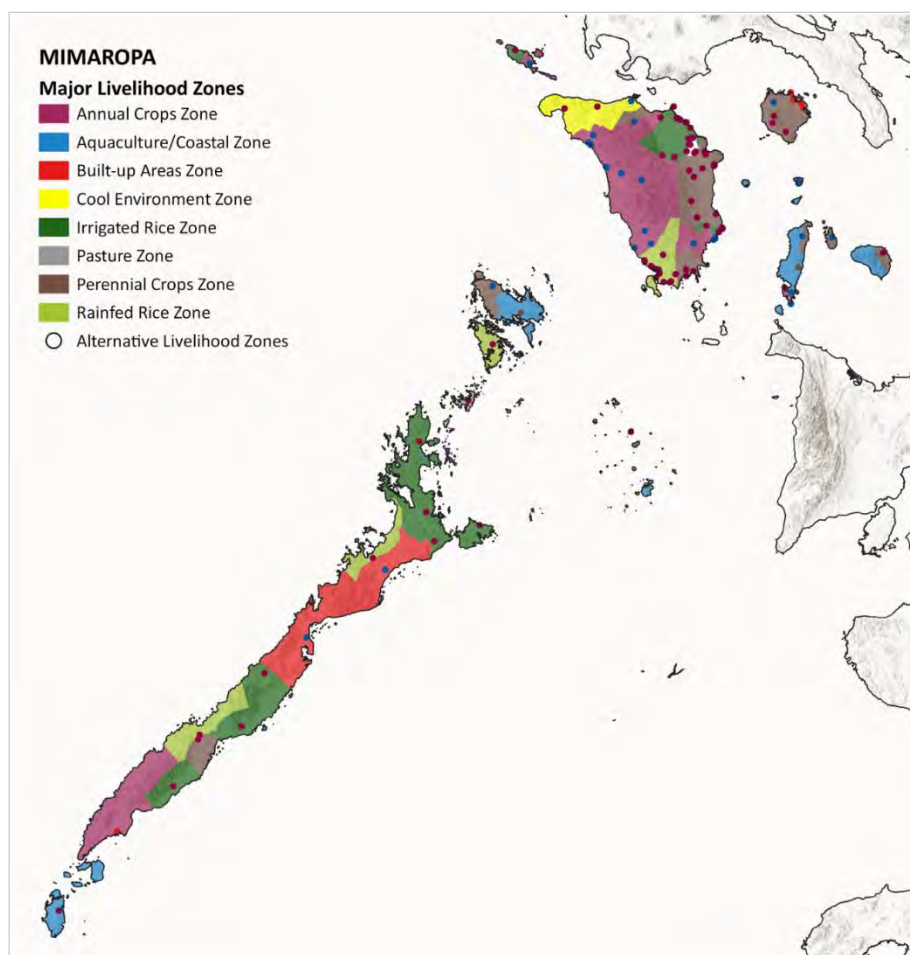 MIMAROPA
Major Livelihood Zones
Annual Crops Zone
Aquaculture/Coastal Zone
Built-up Areas Zone
Cool Environment Zone
Irrigated Rice Zone
Pasture Zone
Perennial Crops Zone
Rainfed Rice Zone
Alternative Livelihood Zones